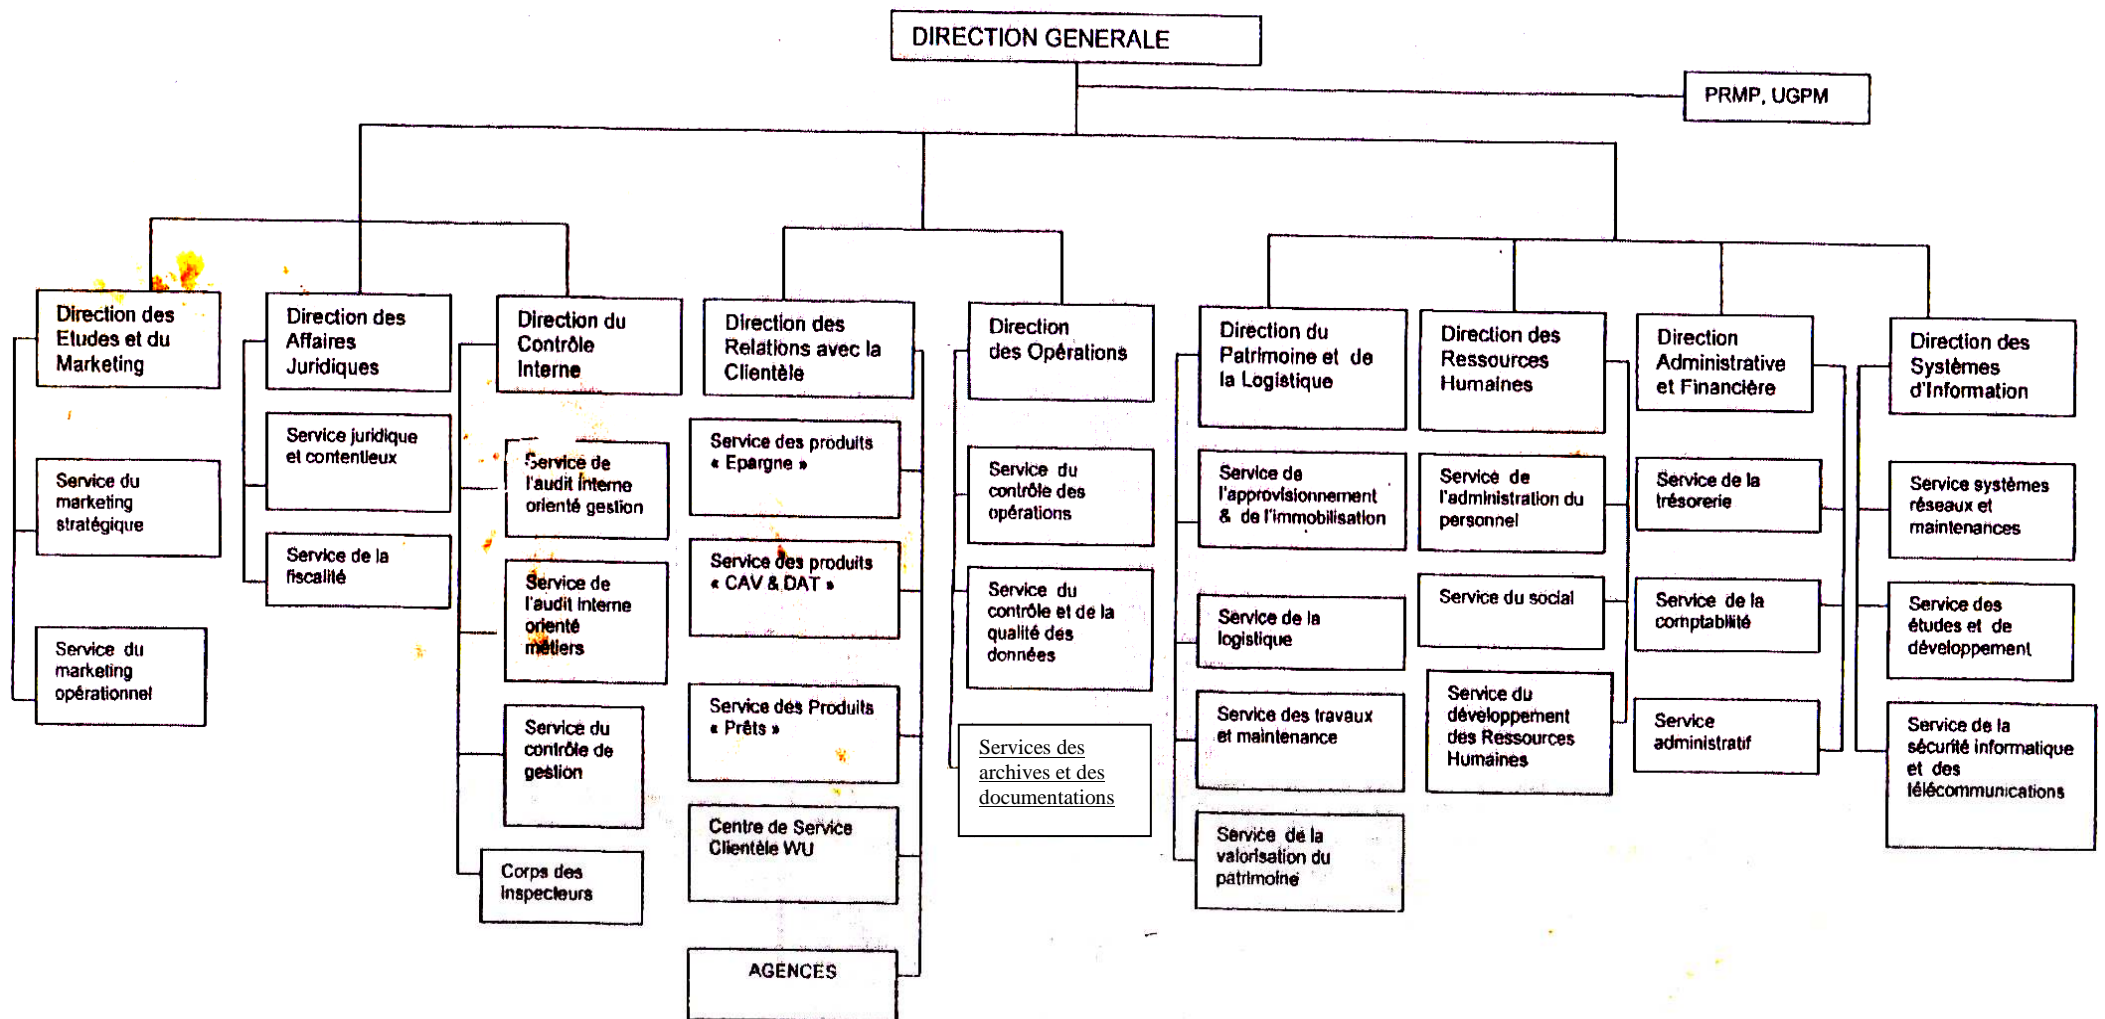 DIRECTION GENERALE
PRMP, UGPM
Direction des
Etudes et du
Marketing
Service du
marketing
stratégique
Service du
marketing
opérationnel
Direction des
Affaires
Juridiques
Service juridique
et contentieux
Service de la
fiscalité
Direction du
Contrôle
Interne
Service de
l'audit interne
orienté gestion
Service de
l'audit interne
orienté
métiers
Service du
contrôle de
gestion
Corps des
Inspecteurs
Direction des
Relations avec la
Clientèle
Service des produits
« Epargne »
Service des produits
« CAV & DAT »
Service des Produits
« Prêts »
Centre de Service
Clientèle WU
AGENCES
Direction
des Opérations
Service du
contrôle des
opérations
Service du
contrôle et de la
qualité des
données
Services des
archives et des
documentations
Direction du
Patrimoine et de
la Logistique
Service de
l'approvisionnement
& de l'immobilisation
Service de la
logistique
Service des travaux
et maintenance
Service de la
valorisation du
patrimoine
Direction des
Ressources
Humaines
Service de
l'administration du
personnel
Service du social
Service du
développement
des Ressources
Humaines
Direction
Administrative
et Financière
Service de la
trésorerie
Service de la
comptabilité
Service
administratif
Direction des
Systèmes
d'Information
Service systèmes
réseaux et
maintenances
Service des
études et de
développement
Service de la
sécurité informatique
et des
télécommunications